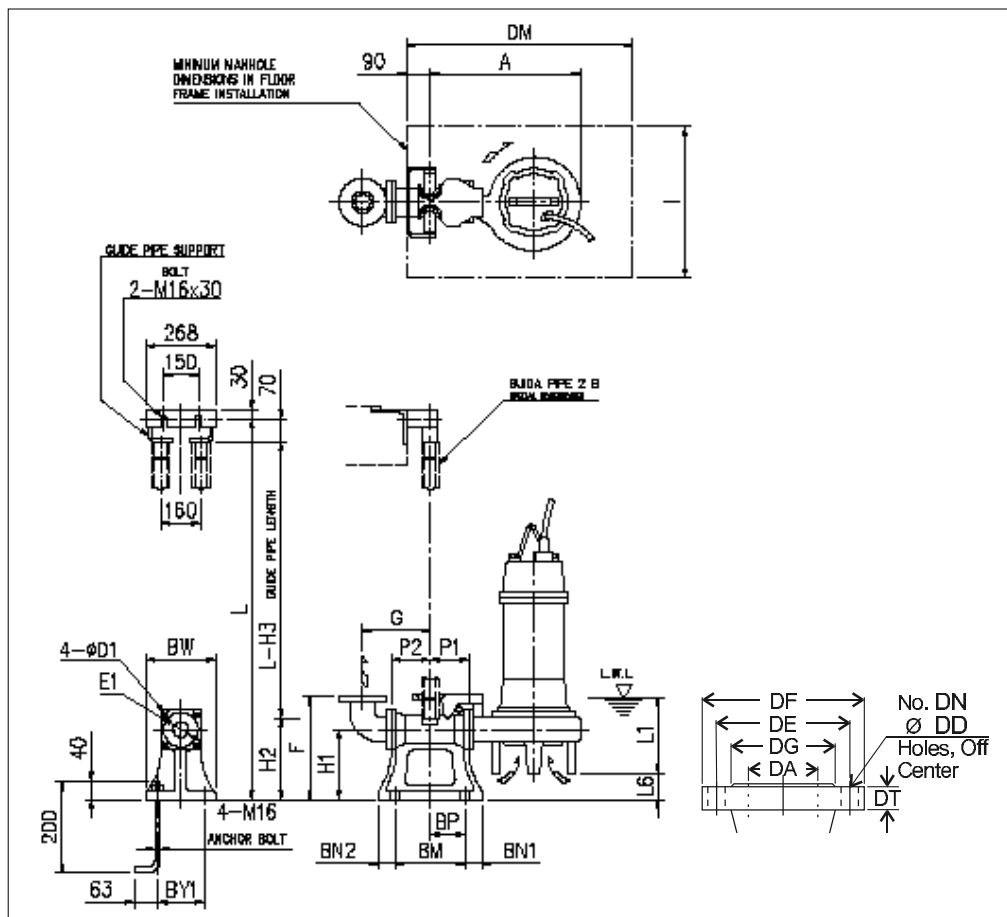 DM
90
A
MINIMUM MANHOLE
DIMENSIONS IN FLOOR
FRAME INSTALLATION
I
GUIDE PIPE SUPPORT
BOLT
2-M16x30
268
150
30
70
160
GUIDA PIPE 2 B
GUIDE PIPE LENGTH
L
L-H3
G
P2
P1
4-φD1
BW
E1
L.W.L
40
H2
F
H1
L1
L6
200
4-M16
ANCHOR BOLT
BP
BN2
BM
BN1
63
BY1
DF
DE
DG
DA
DT
No. DN
Ø DD
Holes, Off
Center